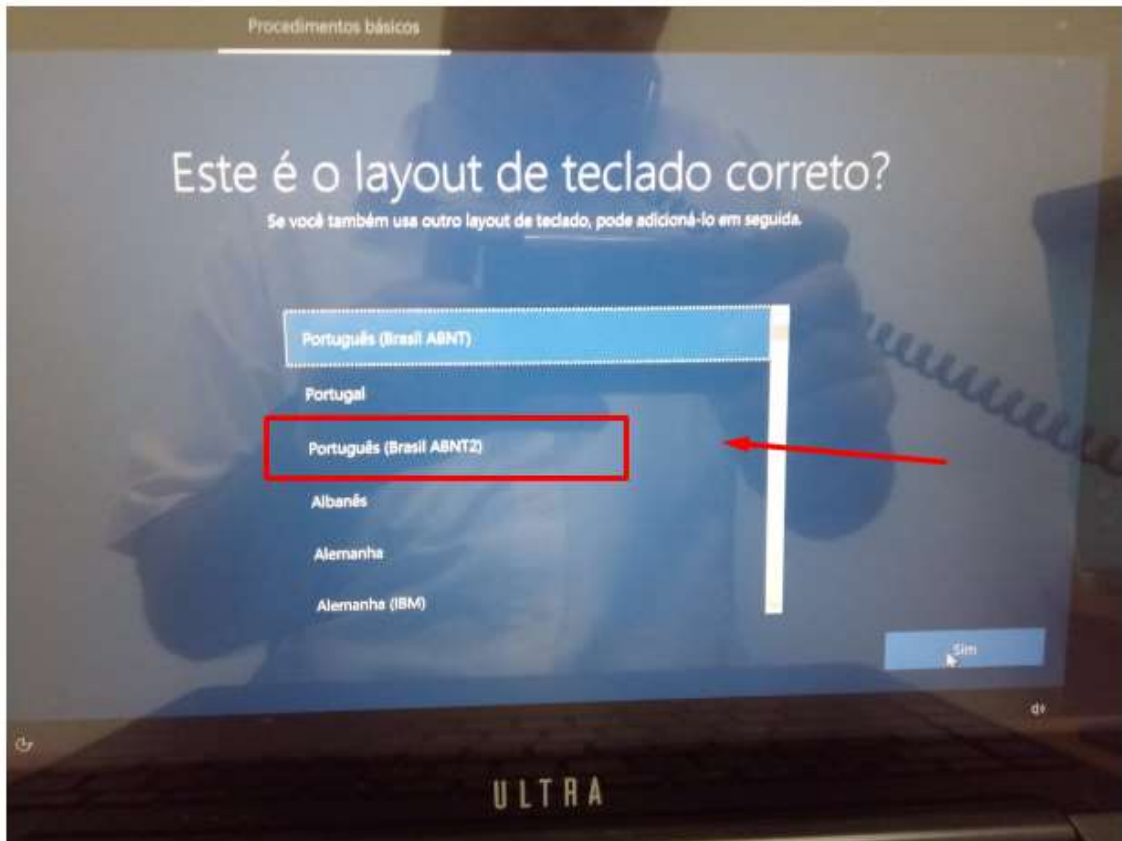 Procedimentos básicos
Este é o layout de teclado correto?
Se você também usa outro layout de teclado, pode adicioná-lo em seguida.
Português (Brasil ABNT)
Portugal
Português (Brasil ABNT2)
Albanês
Alemanha
Alemanha (IBM)
Sim
ULTRA